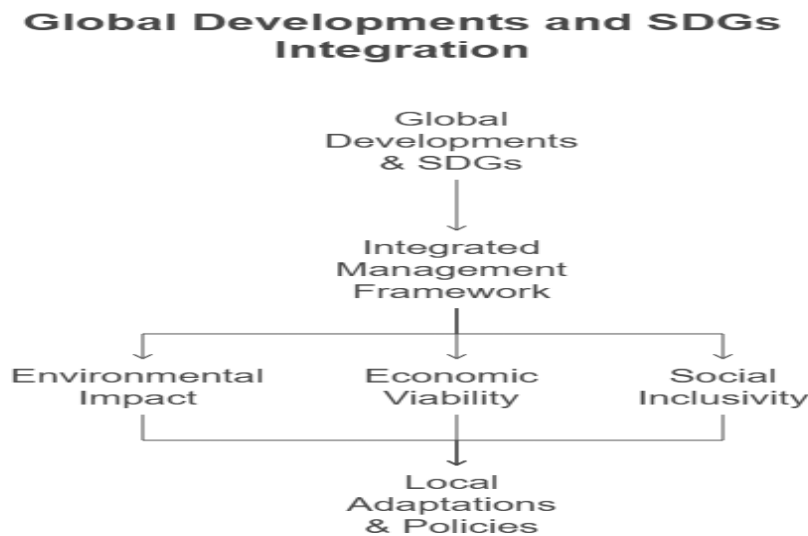 Global Developments and SDGs
Integration
Global
Developments
& SDGs
Integrated
Management
Framework
Environmental
Impact
Economic
Viability
Social
Inclusivity
Local
Adaptations
& Policies